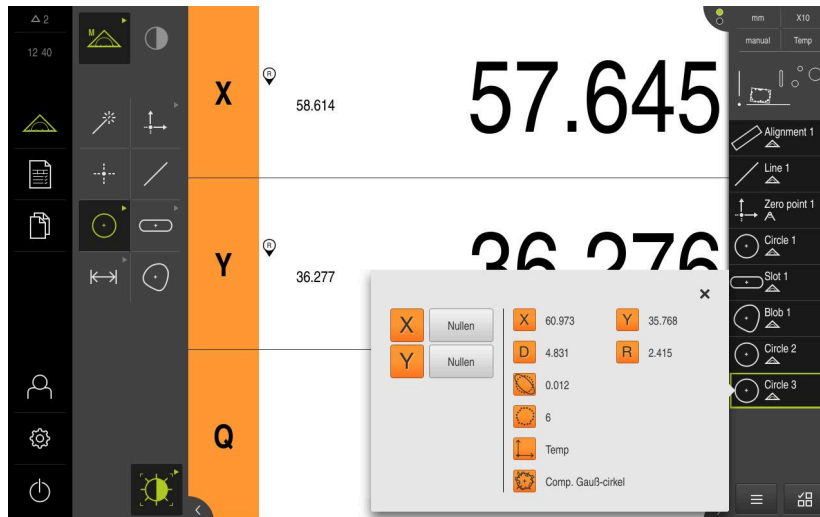 2
12 40
M
X
R
58.614
57.645
Y
R
36.277
36.276
Q
X
Nullen
Y
Nullen
X
60.973
Y
35.768
D
4.831
R
2.415
0.012
6
Temp
Comp. Gauß-cirkel
mm
X10
manual
Temp
Alignment 1
Line 1
Zero point 1
Circle 1
Slot 1
Blob 1
Circle 2
Circle 3